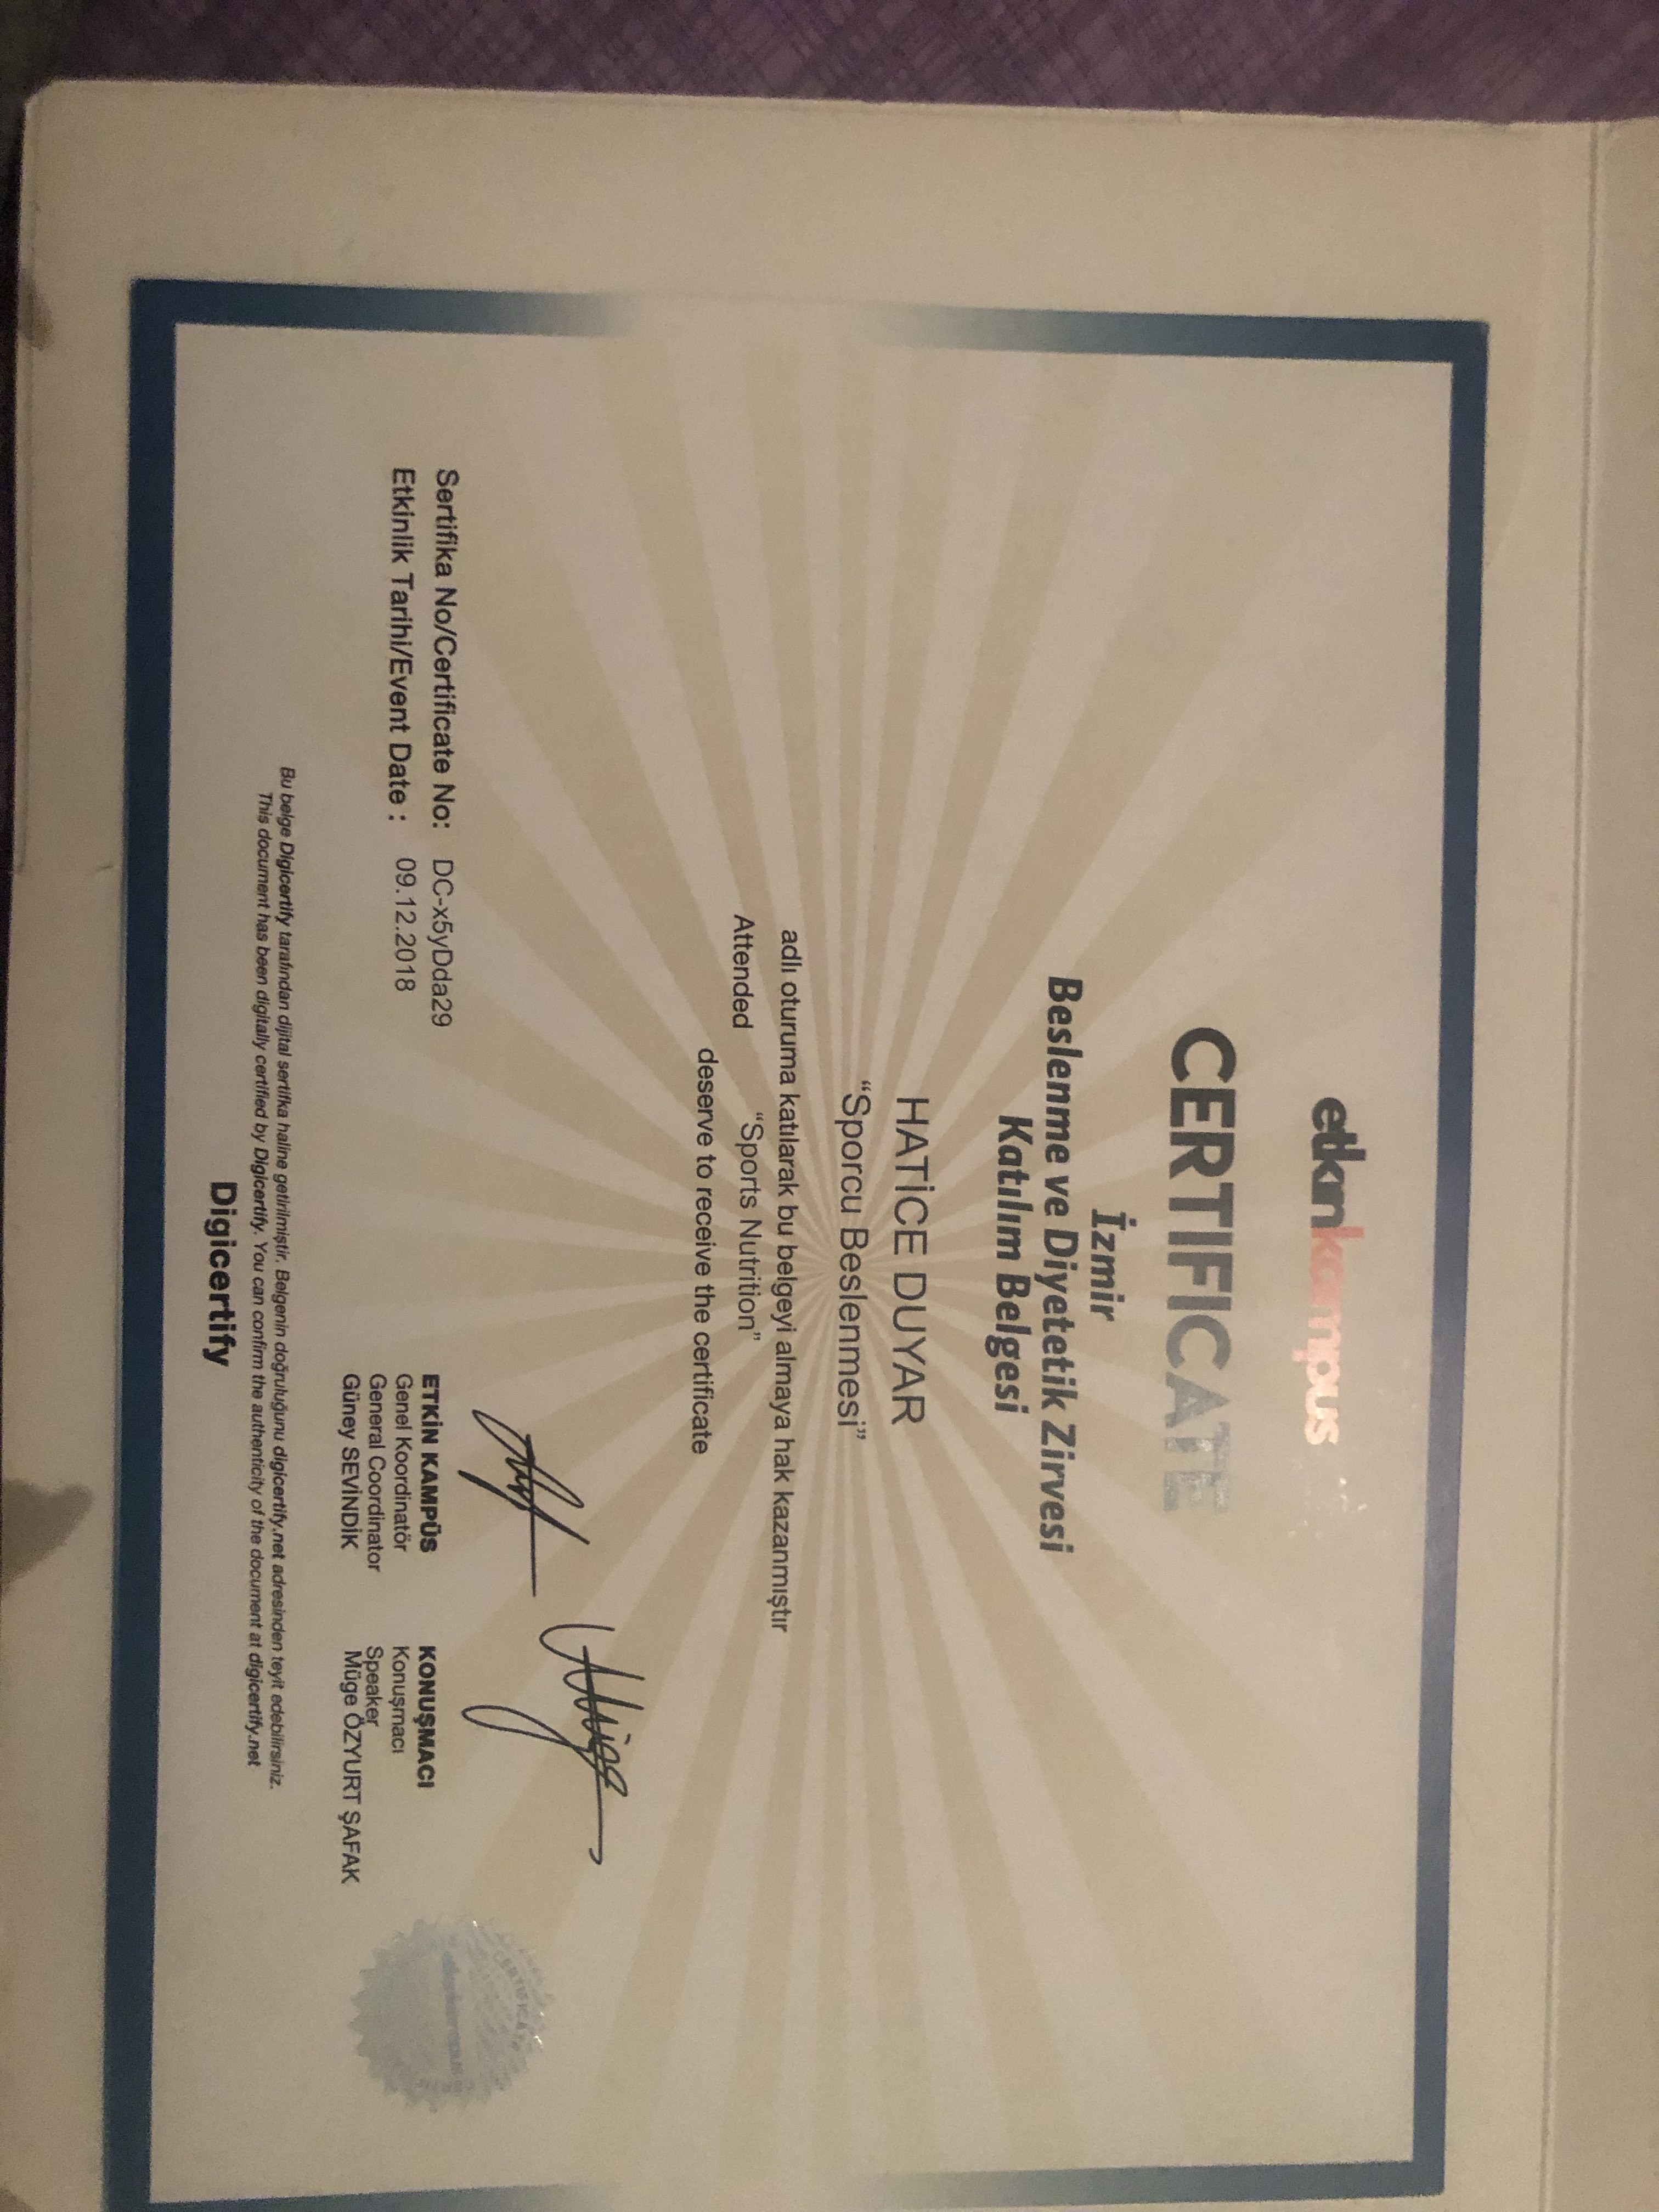 etkinkampus
CERTIFICATE
İzmir
Beslenme ve Diyetetik Zirvesi
Katılım Belgesi
HATİCE DUYAR
“Sporcu Beslenmesi”
adlı oturuma katılarak bu belgeyi almaya hak kazanmıştır
Attended “Sports Nutrition”
deserve to receive the certificate
Sertifika No/Certificate No: DC-x5yDda29
Etkinlik Tarihi/Event Date : 09.12.2018
ETKİN KAMPÜS
Genel Koordinatör
General Coordinator
Güney SEVİNDİK
KONUŞMACI
Konuşmacı
Speaker
Müge ÖZYURT ŞAFAK
CERTIFICATE
etkinkampus
Bu belge Digicertify tarafından dijital sertifka haline getirilmiştir. Belgenin doğruluğunu digicertify.net adresinden teyit edebilirsiniz.
This document has been digitally certified by Digicertify. You can confirm the authenticity of the document at digicertify.net
Digicertify